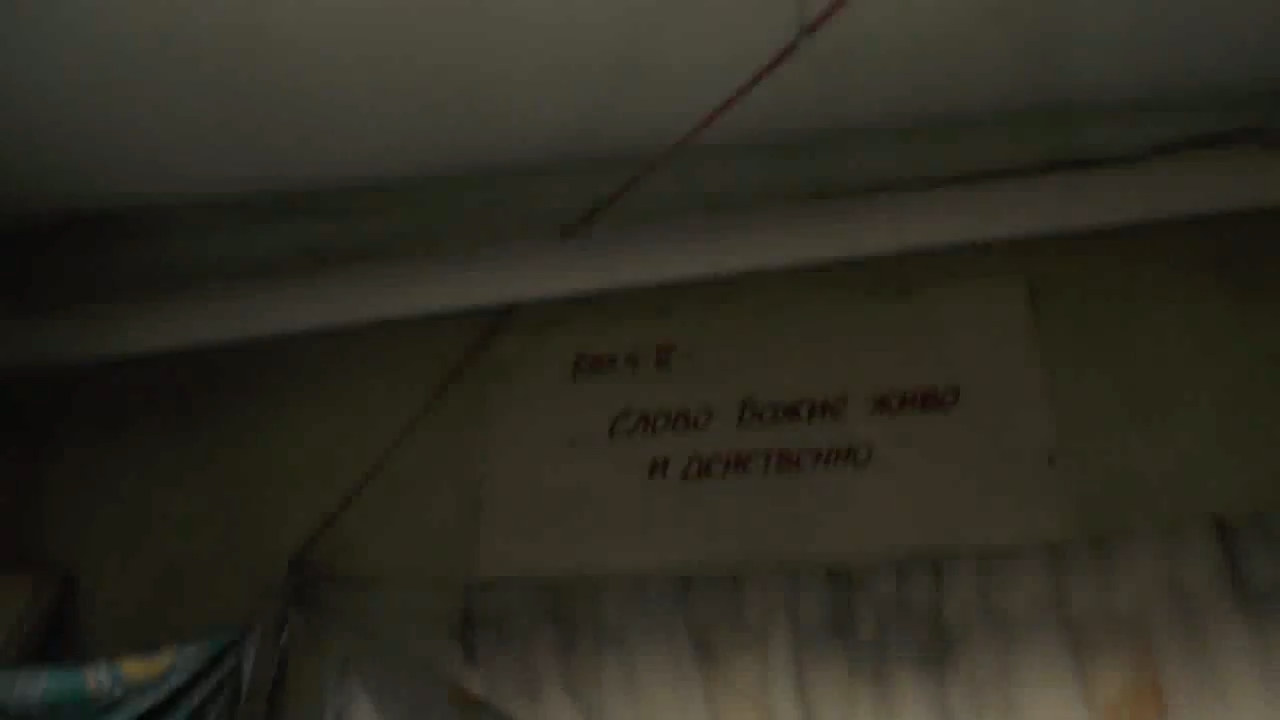 Слово Божие живо
и действенно